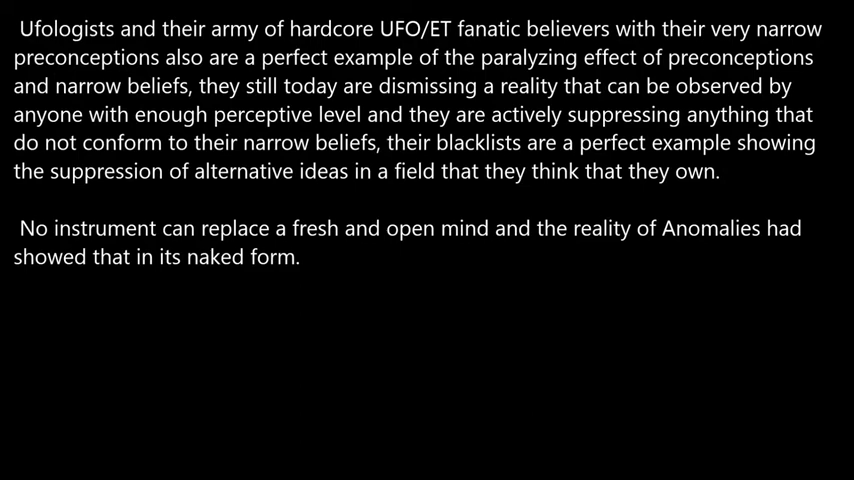 Ufologists and their army of hardcore UFO/ET fanatic believers with their very narrow
preconceptions also are a perfect example of the paralyzing effect of preconceptions
and narrow beliefs, they still today are dismissing a reality that can be observed by
anyone with enough perceptive level and they are actively suppressing anything that
do not conform to their narrow beliefs, their blacklists are a perfect example showing
the suppression of alternative ideas in a field that they think that they own.
No instrument can replace a fresh and open mind and the reality of Anomalies had
showed that in its naked form.